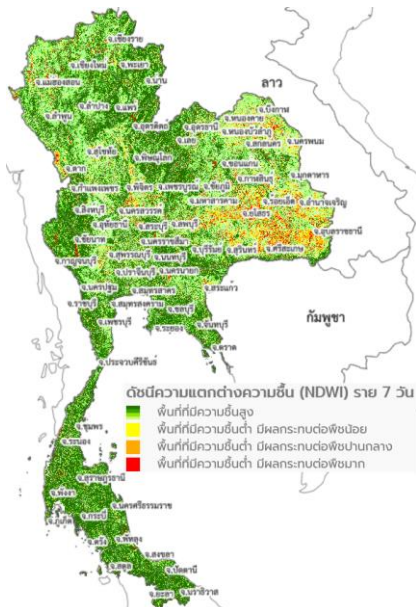 จ.เชียงราย
จ.เชียงใหม่
จ.พะเยา
จ.แม่ฮ่องสอน
จ.น่าน
จ.ลำปาง
จ.แพร่
จ.ลำพูน
ลาว
จ.บึงกาฬ
จ.หนองคาย
จ.อุตรดิตถ์
จ.อุดรธานี
จ.เลย
จ.หนองบัวลำภู
จ.สกลนคร
จ.นครพนม
จ.สุโขทัย
จ.พิษณุโลก
จ.ตาก
จ.ขอนแก่น
จ.กาฬสินธุ์
จ.มุกดาหาร
จ.กำแพงเพชร
จ.พิจิตร
จ.เพชรบูรณ์
จ.ชัยภูมิ
จ.มหาสารคาม
จ.ร้อยเอ็ด
จ.อำนาจเจริญ
จ.ยโสธร
จ.สิงห์บุรี
จ.นครสวรรค์
จ.อุทัยธานี
จ.สระบุรี
จ.ลพบุรี
จ.อุบลราชธานี
จ.ชัยนาท
จ.นครราชสีมา
จ.บุรีรัมย์
จ.สุรินทร์
จ.ศรีสะเกษ
จ.กาญจนบุรี
จ.สุพรรณบุรี
จ.นนทบุรี
จ.ปราจีนบุรี
จ.นครนายก
จ.นครปฐม
จ.สมุทรสาคร
จ.สระแก้ว
จ.ราชบุรี
จ.สมุทรสงคราม
จ.ชลบุรี
กัมพูชา
จ.เพชรบุรี
จ.ระยอง
จ.จันทบุรี
จ.ตราด
จ.ประจวบคีรีขันธ์
ดัชนีความแตกต่างความชื้น (NDWI) ราย 7 วัน
พื้นที่ที่มีความชื้นสูง
พื้นที่ที่มีความชื้นต่ำ มีผลกระทบต่อพืชน้อย
พื้นที่ที่มีความชื้นต่ำ มีผลกระทบต่อพืชปานกลาง
พื้นที่ที่มีความชื้นต่ำ มีผลกระทบต่อพืชมาก
จ.ชุมพร
จ.ระนอง
จ.สุราษฎร์ธานี
จ.พังงา
จ.นครศรีธรรมราช
จ.กระบี่
จ.ภูเก็ต
จ.ตรัง
จ.พัทลุง
จ.สงขลา
จ.สตูล
จ.ปัตตานี
จ.ยะลา
จ.นราธิวาส